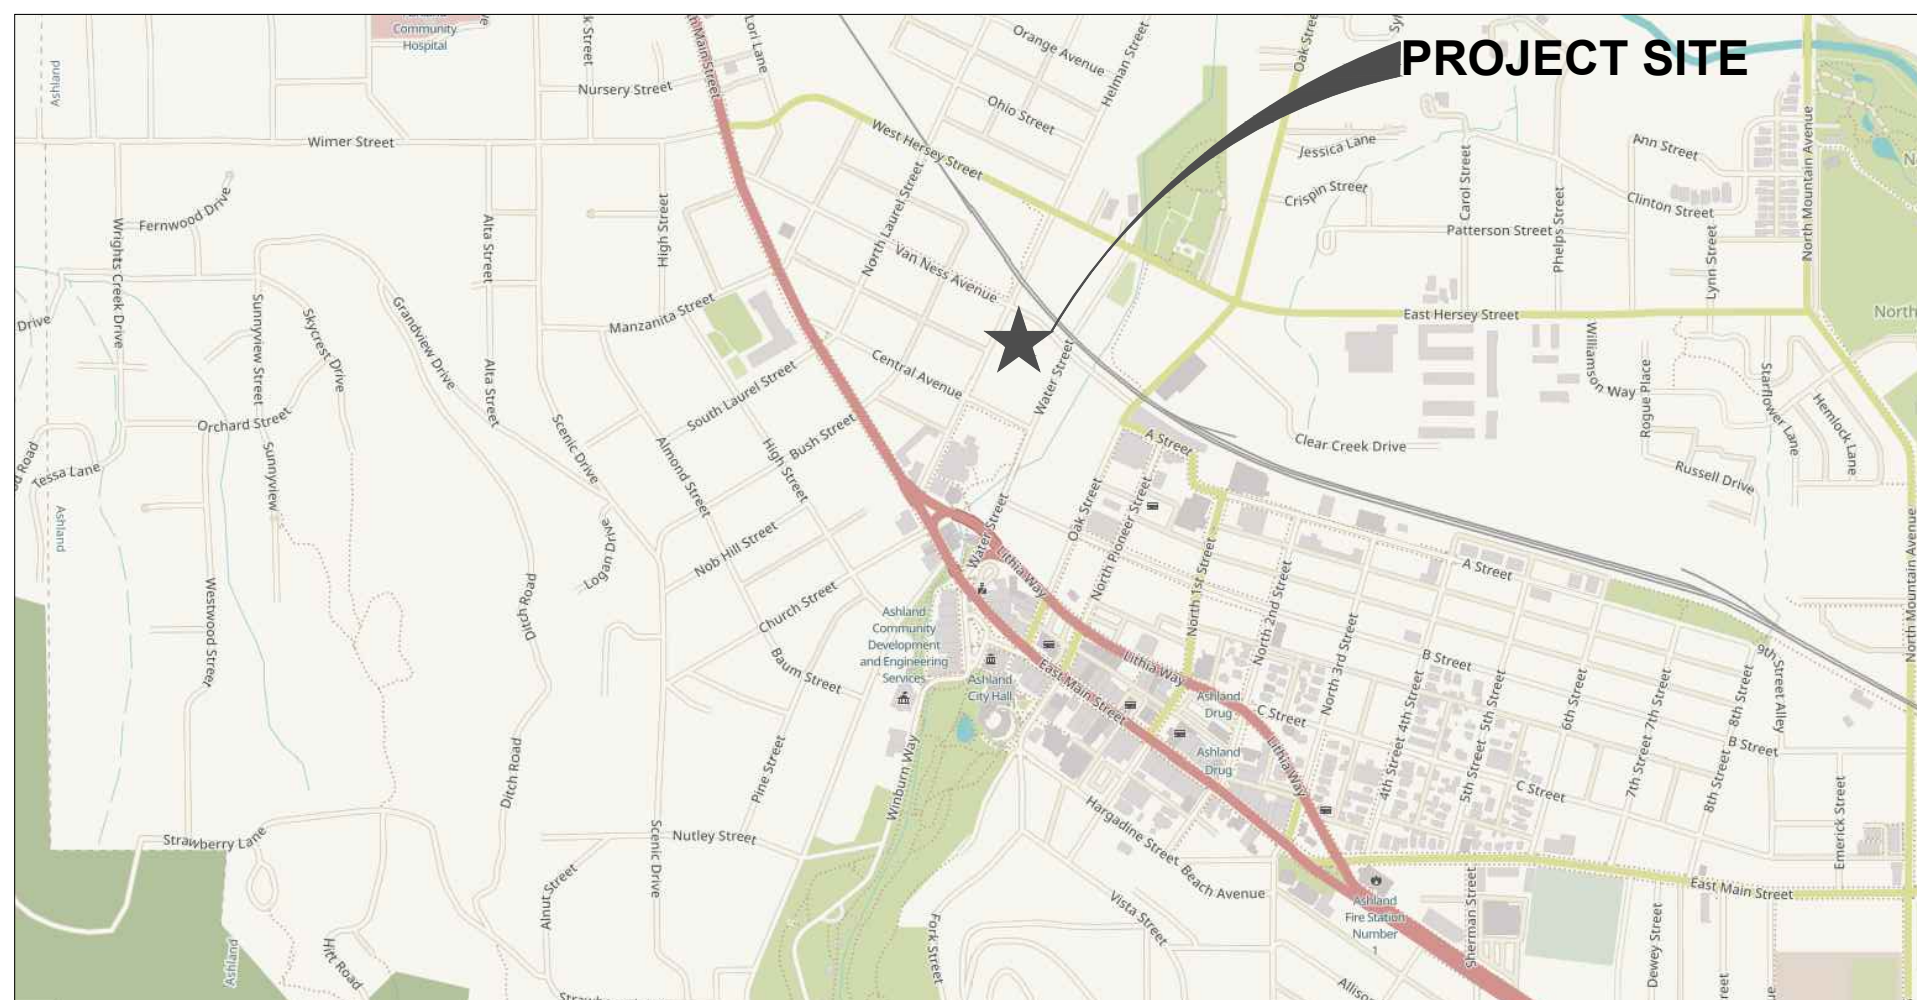 PROJECT SITE
Community
Hospital
Main Street
Lori Lane
Orange Avenue
Helman Street
Oak Street
Ashland
Nursery Street
Ohio Street
West Hersey Street
Wimer Street
Jessica Lane
Ann Street
North Mountain Avenue
Crispin Street
Carol Street
Clinton Street
Fernwood Drive
Wrights Creek Drive
Alta Street
High Street
North Laurel Street
Patterson Street
Phelps Street
Lynn Street
Van Ness Avenue
Manzanita Street
Drive
Sunnyview Street
Skycrest Drive
Grandview Drive
East Hersey Street
North
Williamson Way
Rogue Place
Starflower Lane
Hemlock Lane
Central Avenue
Water Street
South Laurel Street
Alta Street
Orchard Street
Scenic Drive
Bush Street
A Street
Clear Creek Drive
Russell Drive
Road
Tessa Lane
Sunnyview
Almond Street
High Street
Ashland
Logan Drive
Nob Hill Street
Water Street
Oak Street
North Pioneer Street
Lithia Way
A Street
Westwood Street
Ditch Road
Church Street
Ashland
Community
Development
and Engineering
Services
North 1st Street
North 2nd Street
North 3rd Street
North Mountain Avenue
Baum Street
Ashland
City Hall
East Main Street
Lithia Way
Ashland
Drug
C Street
B Street
4th Street
5th Street
6th Street
7th Street
8th Street
9th Street Alley
Ashland
Drug
Lithia Way
B Street
Ditch Road
Pine Street
Winburn Way
4th Street
5th Street
C Street
7th Street
8th Street
Emerick Street
Strawberry Lane
Scenic Drive
Nutley Street
Hargadine Street
Beach Avenue
Alnut Street
Vista Street
Ashland
Fire Station
Number
1
East Main Street
Sherman Street
Dewey Street
Ashland
Hitt Road
Fork Street